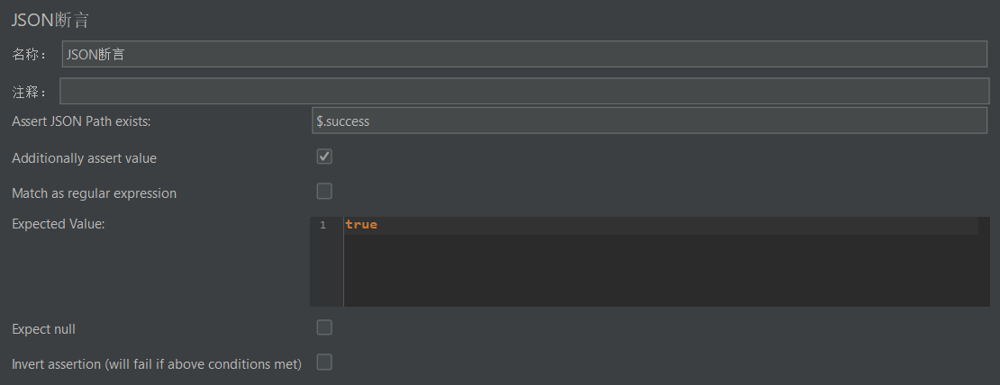 JSON断言
名称： JSON断言
注释：
Assert JSON Path exists: $.success
Additionally assert value
Match as regular expression
Expected Value: 1 true
Expect null
Invert assertion (will fail if above conditions met)